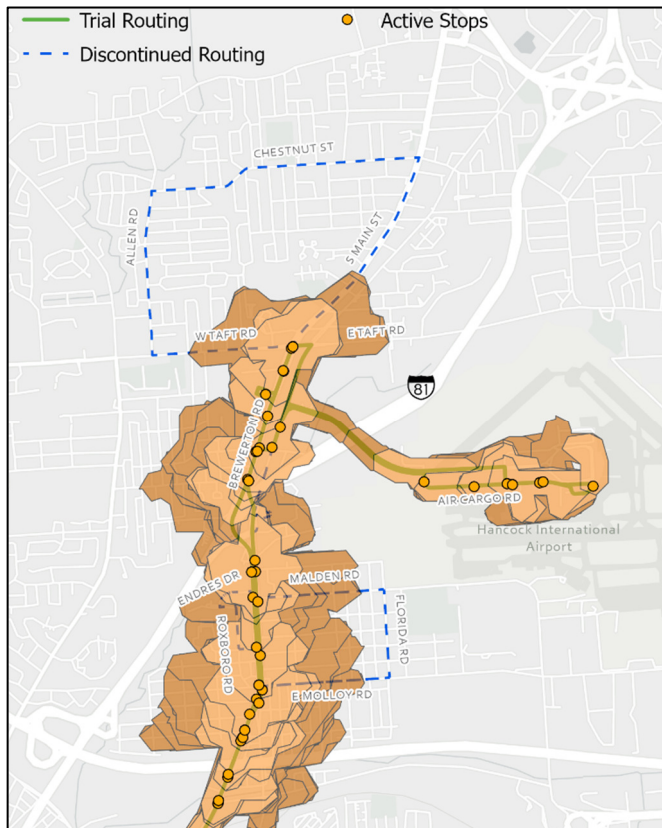 Trial Routing
Active Stops
Discontinued Routing
CHESTNUT ST
ALLEN RD
S MAIN ST
W TAFT RD
E TAFT RD
81
BREWERTON RD
AIR CARGO RD
Hancock International
Airport
ENDRES DR
MALDEN RD
ROXBORO RD
FLORIDA RD
E MOLLOY RD